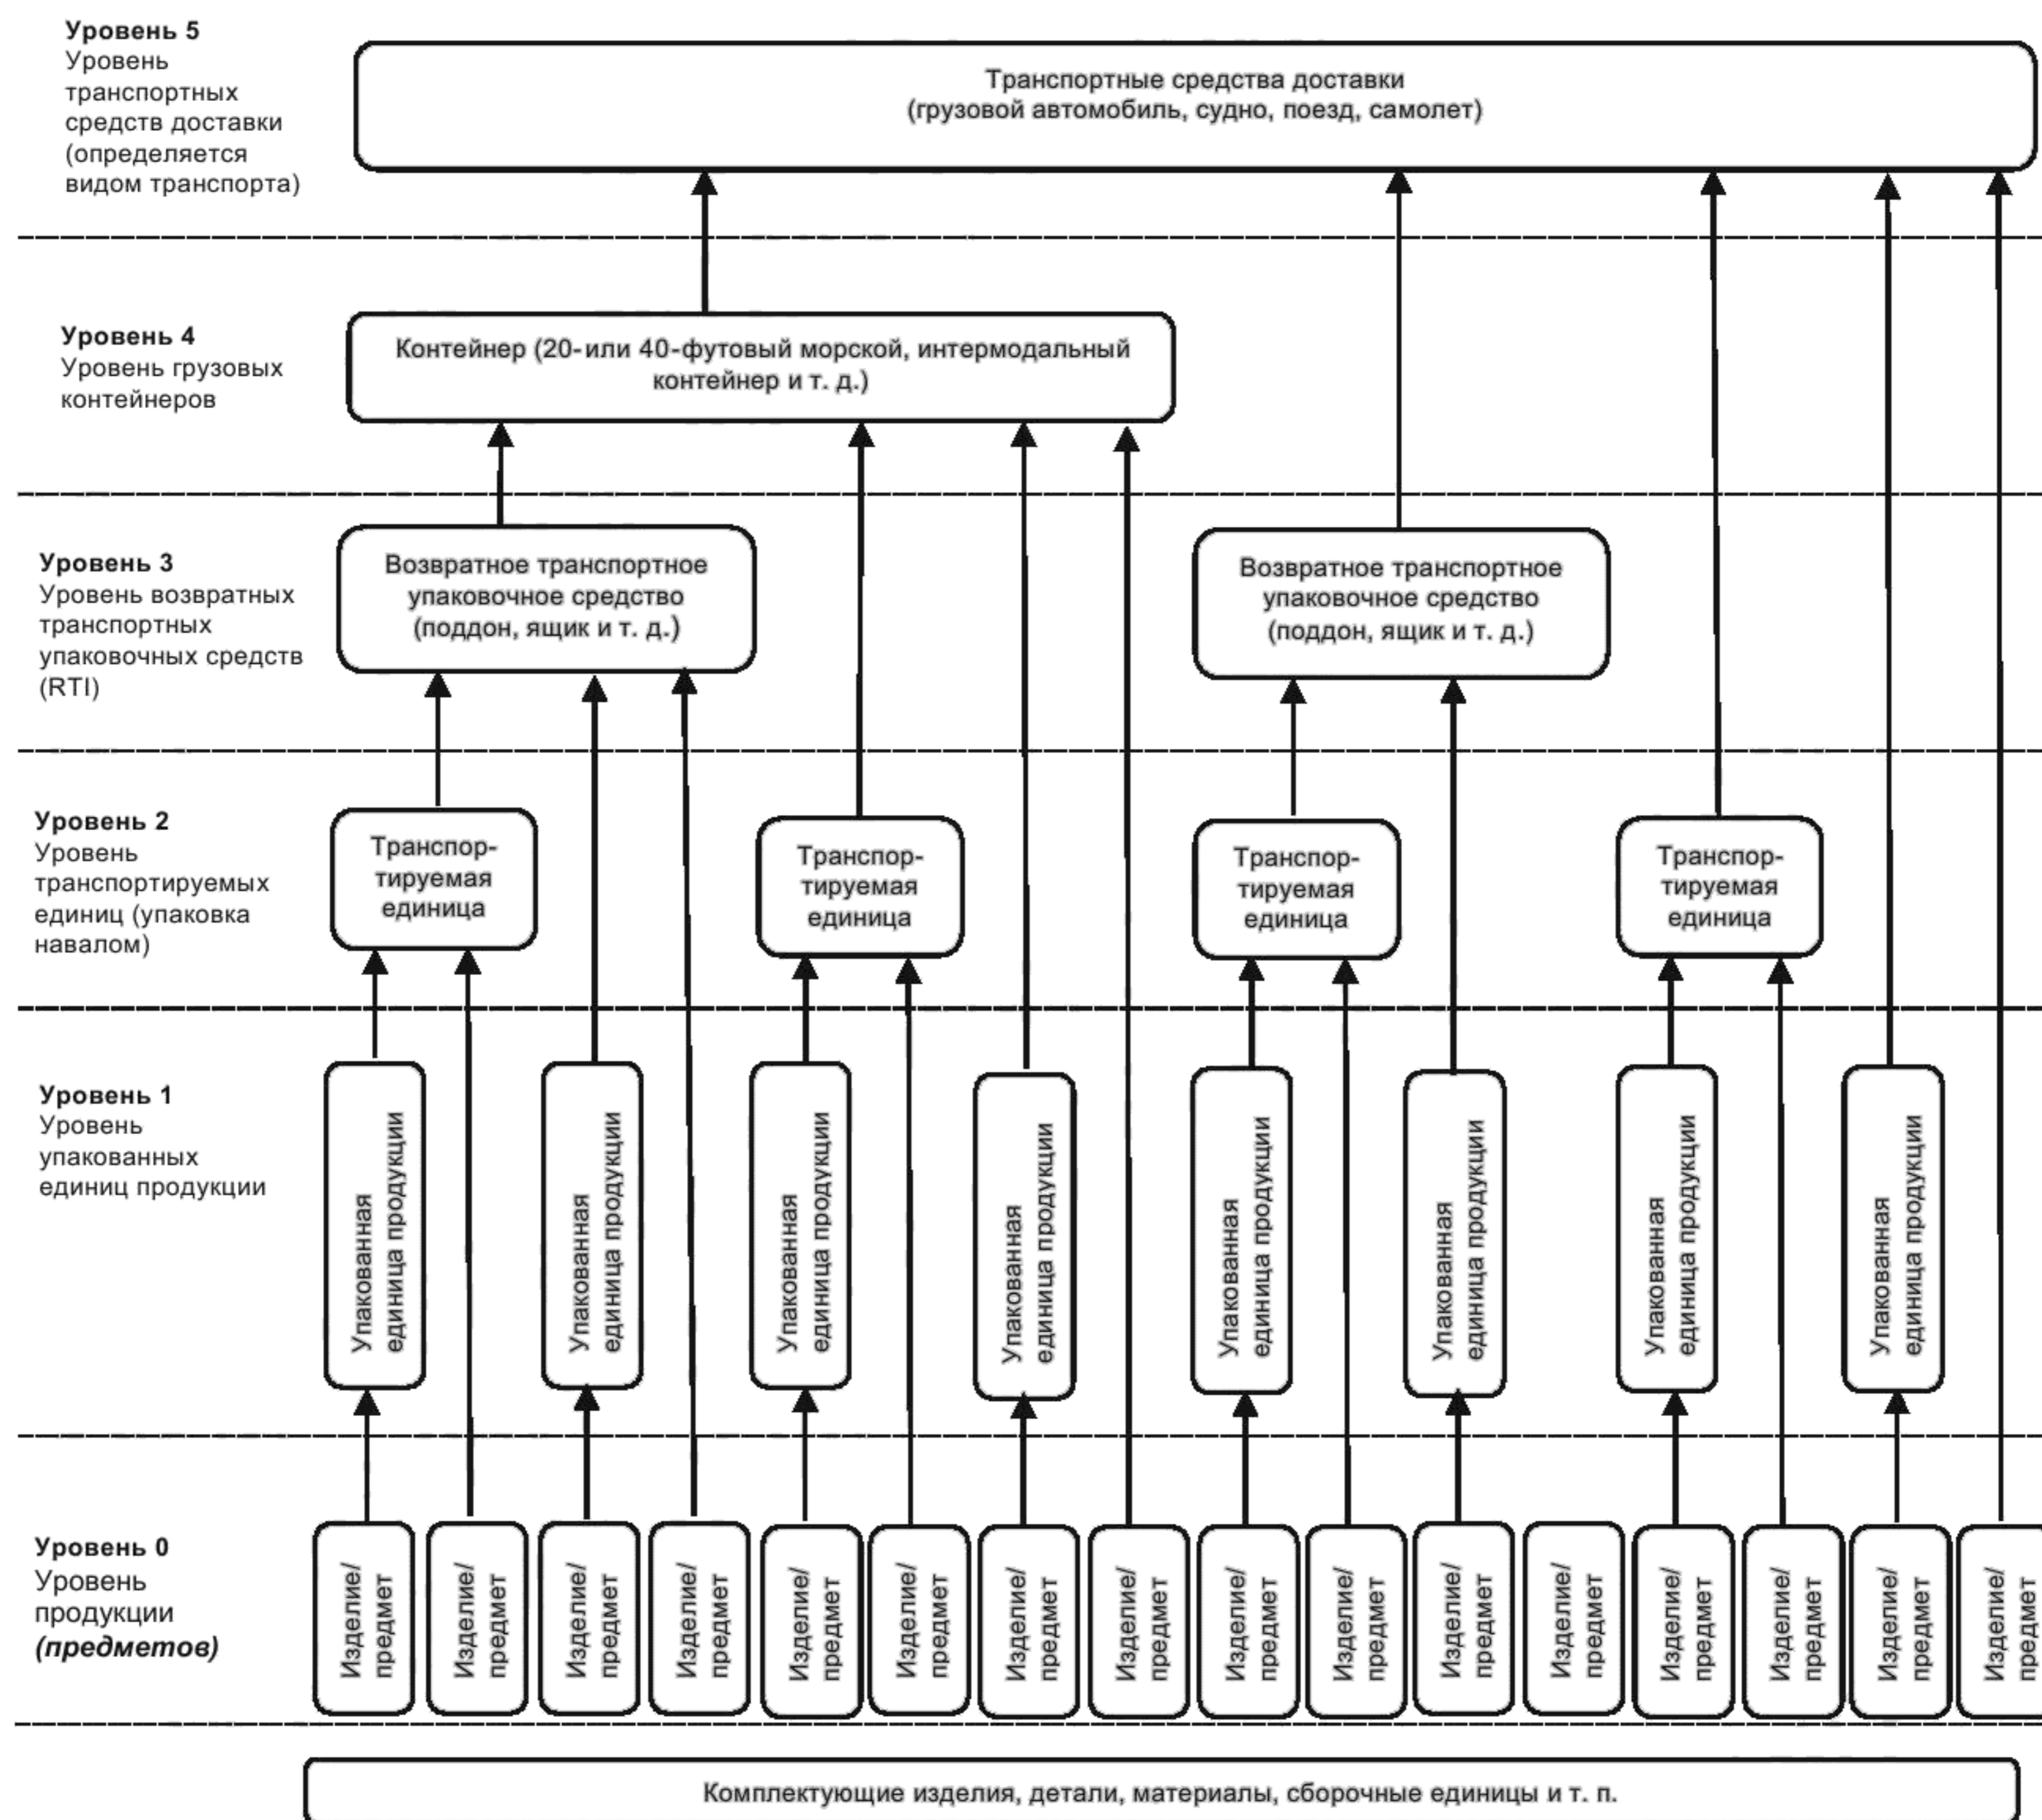 Уровень 5
Уровень
транспортных
средств доставки
(определяется
видом транспорта)
Транспортные средства доставки
(грузовой автомобиль, судно, поезд, самолет)
Уровень 4
Уровень грузовых
контейнеров
Контейнер (20-или 40-футовый морской, интермодальный
контейнер и т. д.)
Уровень 3
Уровень возвратных
транспортных
упаковочных средств
(RTI)
Возвратное транспортное
упаковочное средство
(поддон, ящик и т. д.)
Возвратное транспортное
упаковочное средство
(поддон, ящик и т. д.)
Уровень 2
Уровень
транспортируемых
единиц (упаковка
навалом)
Транспор-
тируемая
единица
Транспор-
тируемая
единица
Транспор-
тируемая
единица
Транспор-
тируемая
единица
Уровень 1
Уровень
упакованных
единиц продукции
Упакованная
единица продукции
Упакованная
единица продукции
Упакованная
единица продукции
Упакованная
единица продукции
Упакованная
единица продукции
Упакованная
единица продукции
Упакованная
единица продукции
Упакованная
единица продукции
Уровень 0
Уровень
продукции
(предметов)
Изделие/
предмет
Изделие/
предмет
Изделие/
предмет
Изделие/
предмет
Изделие/
предмет
Изделие/
предмет
Изделие/
предмет
Изделие/
предмет
Изделие/
предмет
Изделие/
предмет
Изделие/
предмет
Изделие/
предмет
Изделие/
предмет
Изделие/
предмет
Изделие/
предмет
Изделие/
предмет
Комплектующие изделия, детали, материалы, сборочные единицы и т. п.